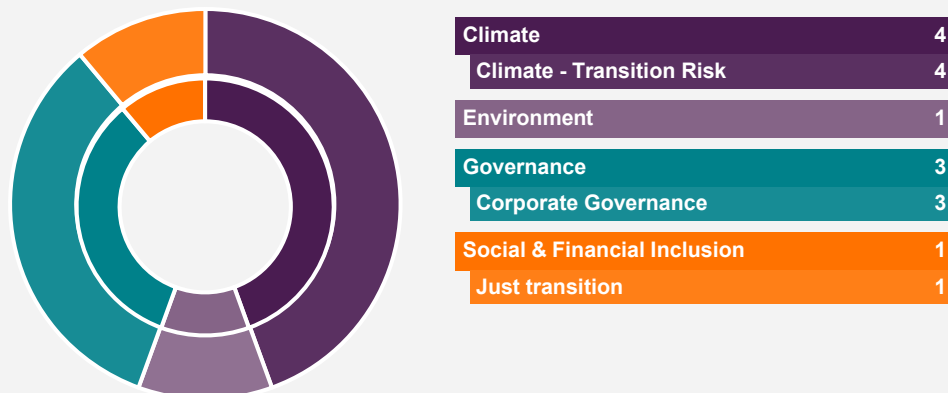 Climate 4
Climate - Transition Risk 4
Environment 1
Governance 3
Corporate Governance 3
Social & Financial Inclusion 1
Just transition 1